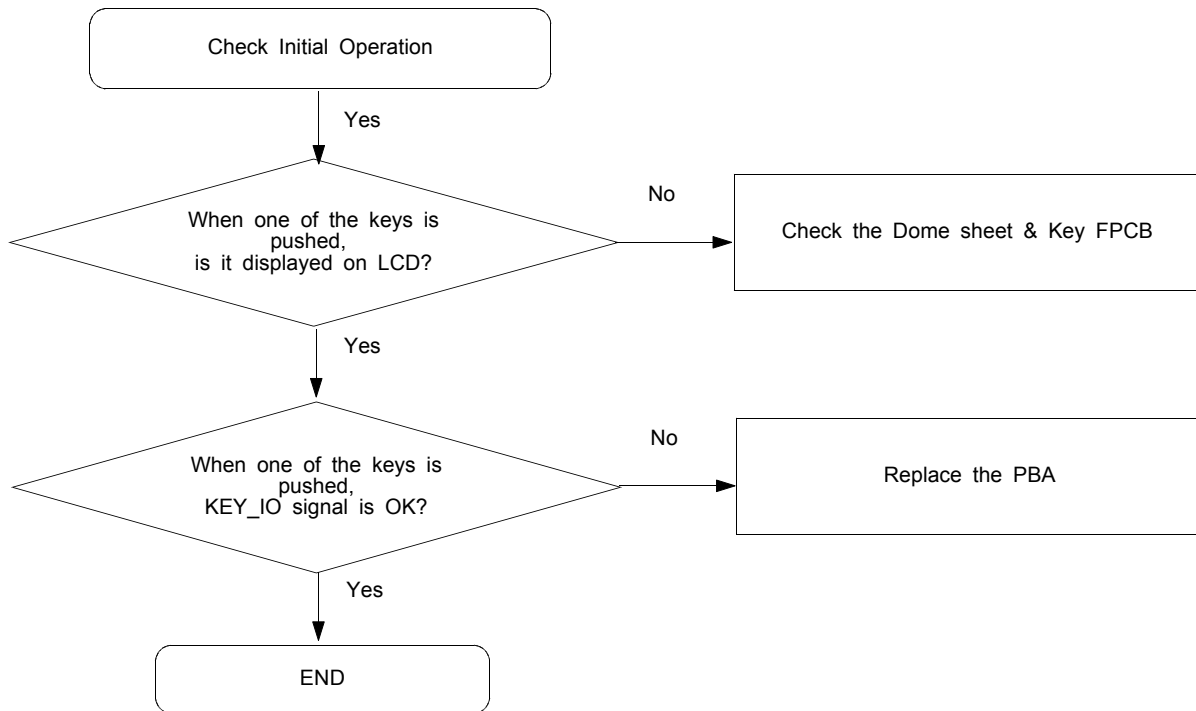 Check Initial Operation
Yes
When one of the keys is
pushed,
is it displayed on LCD?
No
Check the Dome sheet & Key FPCB
Yes
When one of the keys is
pushed,
KEY_IO signal is OK?
No
Replace the PBA
Yes
END